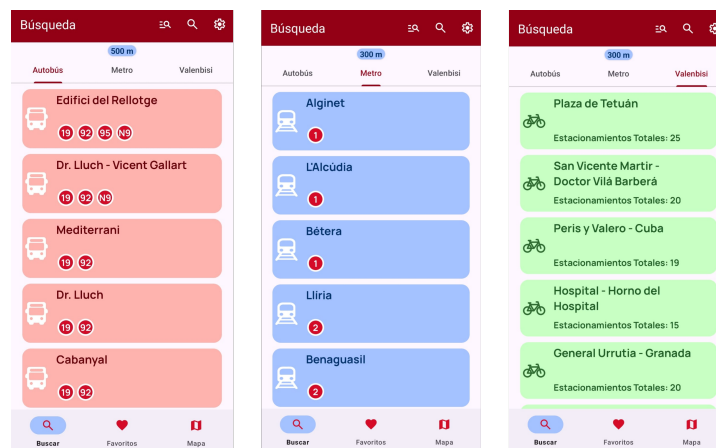 Búsqueda
500 m
Autobús Metro Valenbisi
Edifici del Rellotge
19 92 95 N9
Dr. Lluch - Vicent Gallart
19 92 N9
Mediterrani
19 92
Dr. Lluch
19 92
Cabanyal
19 92
Buscar Favoritos Mapa
Búsqueda
300 m
Autobús Metro Valenbisi
Alginet
1
L'Alcúdia
1
Bétera
1
Llíria
2
Benaguasil
2
Buscar Favoritos Mapa
Búsqueda
300 m
Autobús Metro Valenbisi
Plaza de Tetuán
Estacionamientos Totales: 25
San Vicente Martir -
Doctor Vilá Barberá
Estacionamientos Totales: 20
Peris y Valero - Cuba
Estacionamientos Totales: 19
Hospital - Horno del
Hospital
Estacionamientos Totales: 15
General Urrutia - Granada
Estacionamientos Totales: 20
Buscar Favoritos Mapa